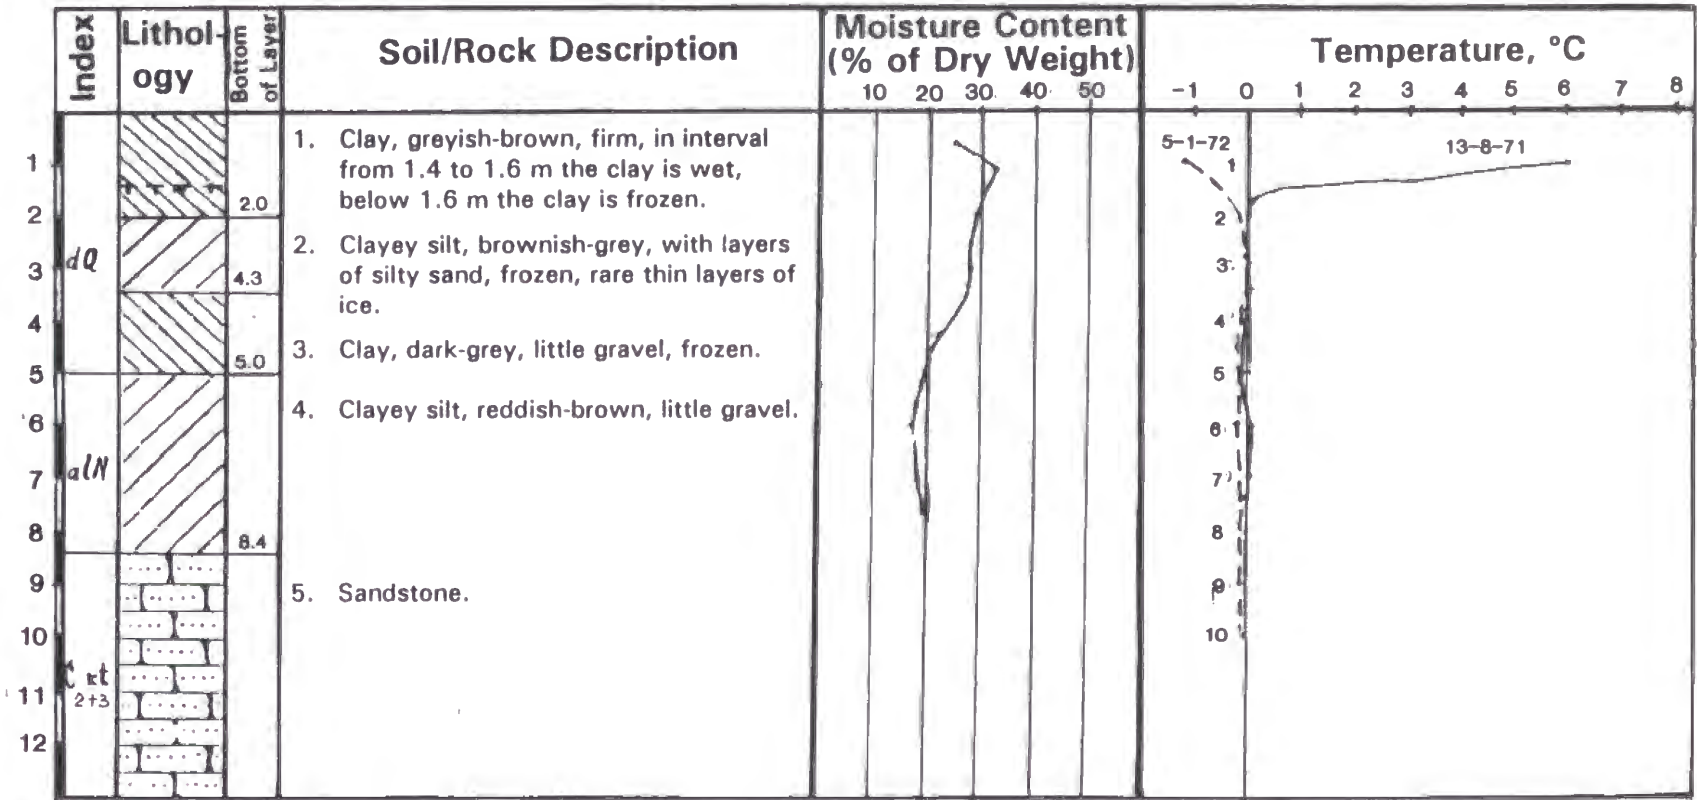 Index
Lithol-
ogy
Bottom
of Layer
Soil/Rock Description
Moisture Content
(% of Dry Weight)
10 20 30 40 50
Temperature, °C
-1 0 1 2 3 4 5 6 7 8
1
2
3
4
5
6
7
8
9
10
11
12
dQ
alN
2+3
2.0
4.3
5.0
8.4
1. Clay, greyish-brown, firm, in interval
from 1.4 to 1.6 m the clay is wet,
below 1.6 m the clay is frozen.
2. Clayey silt, brownish-grey, with layers
of silty sand, frozen, rare thin layers of
ice.
3. Clay, dark-grey, little gravel, frozen.
4. Clayey silt, reddish-brown, little gravel.
5. Sandstone.
5-1-72
13-8-71
1
2
3
4
5
6
7
8
9
10